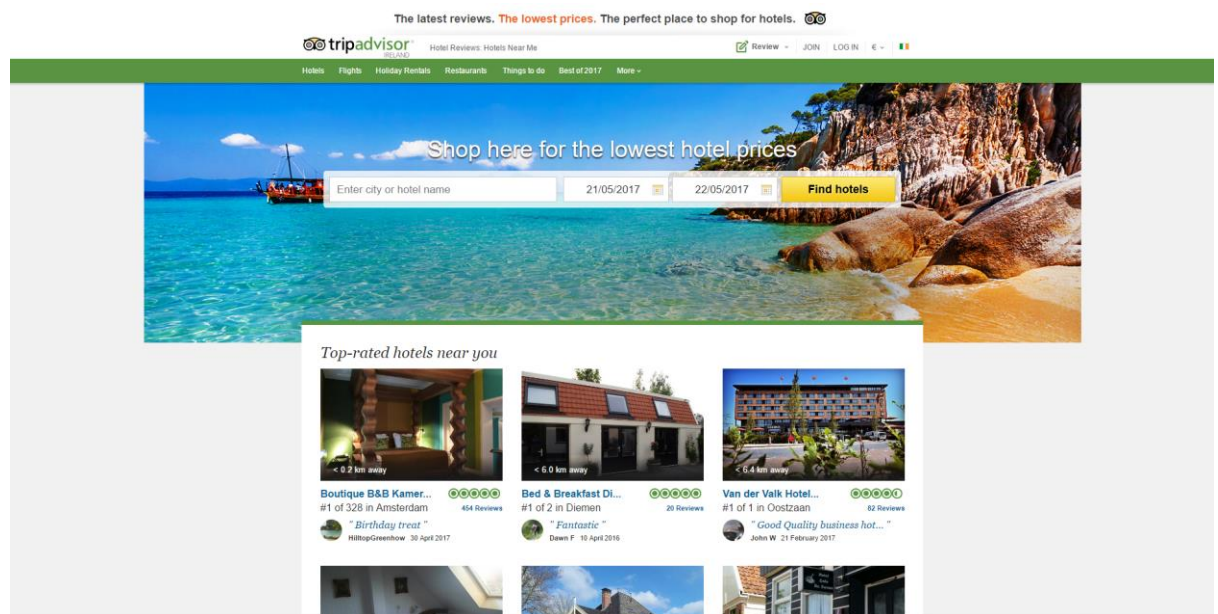 The latest reviews. The lowest prices. The perfect place to shop for hotels.
tripadvisor
IRELAND
Hotel Reviews: Hotels Near Me
Review
JOIN
LOG IN
€
Hotels Flights Holiday Rentals Restaurants Things to do Best of 2017 More
Shop here for the lowest hotel prices
Enter city or hotel name
21/05/2017
22/05/2017
Find hotels
Top-rated hotels near you
< 0.2 km away
< 6.0 km away
< 6.4 km away
Boutique B&B Kamer...
#1 of 328 in Amsterdam
454 Reviews
" Birthday treat "
HilltopGreenhow 30 April 2017
Bed & Breakfast Di...
#1 of 2 in Diemen
20 Reviews
" Fantastic "
Dawn F 10 April 2016
Van der Valk Hotel...
#1 of 1 in Oostzaan
82 Reviews
" Good Quality business hot... "
John W 21 February 2017